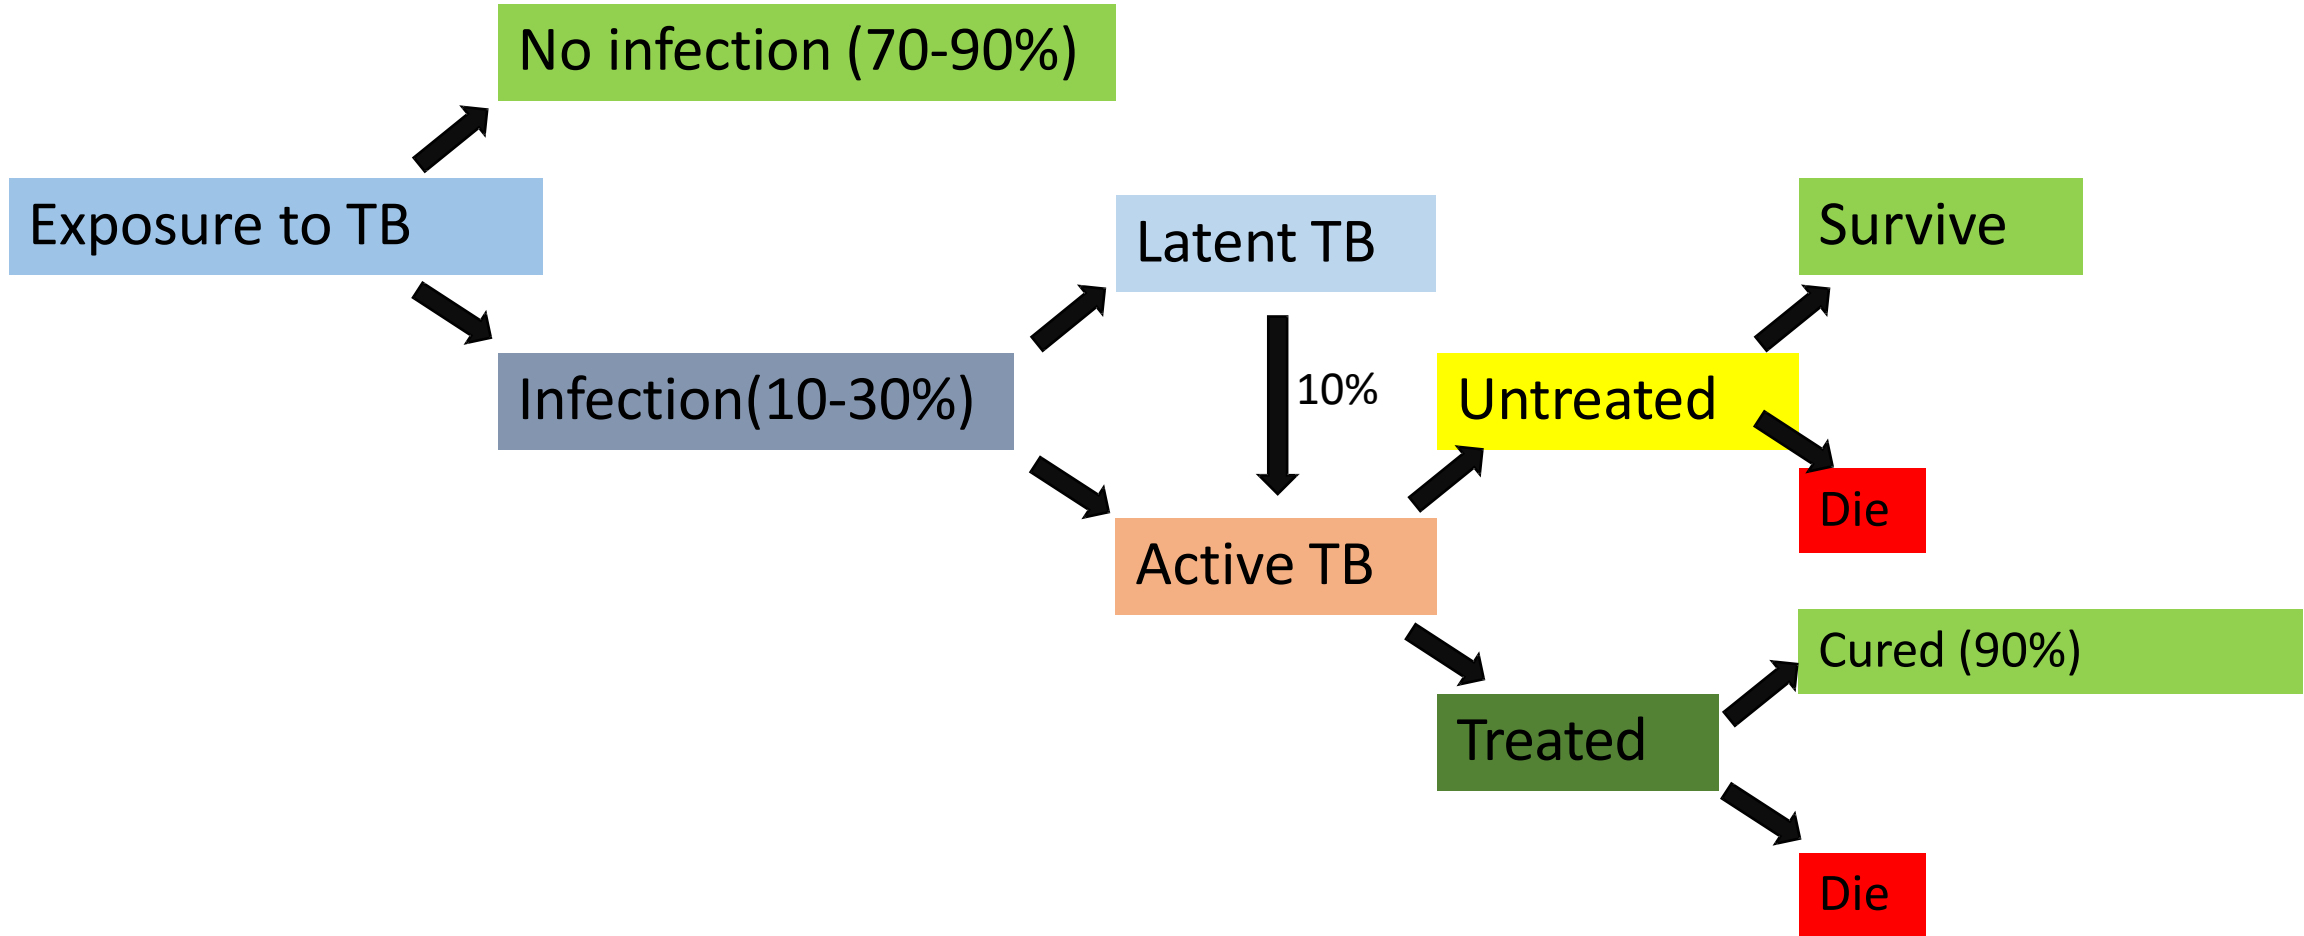 No infection (70-90%)
Exposure to TB
Latent TB
Survive
Infection(10-30%)
10%
Untreated
Die
Active TB
Cured (90%)
Treated
Die